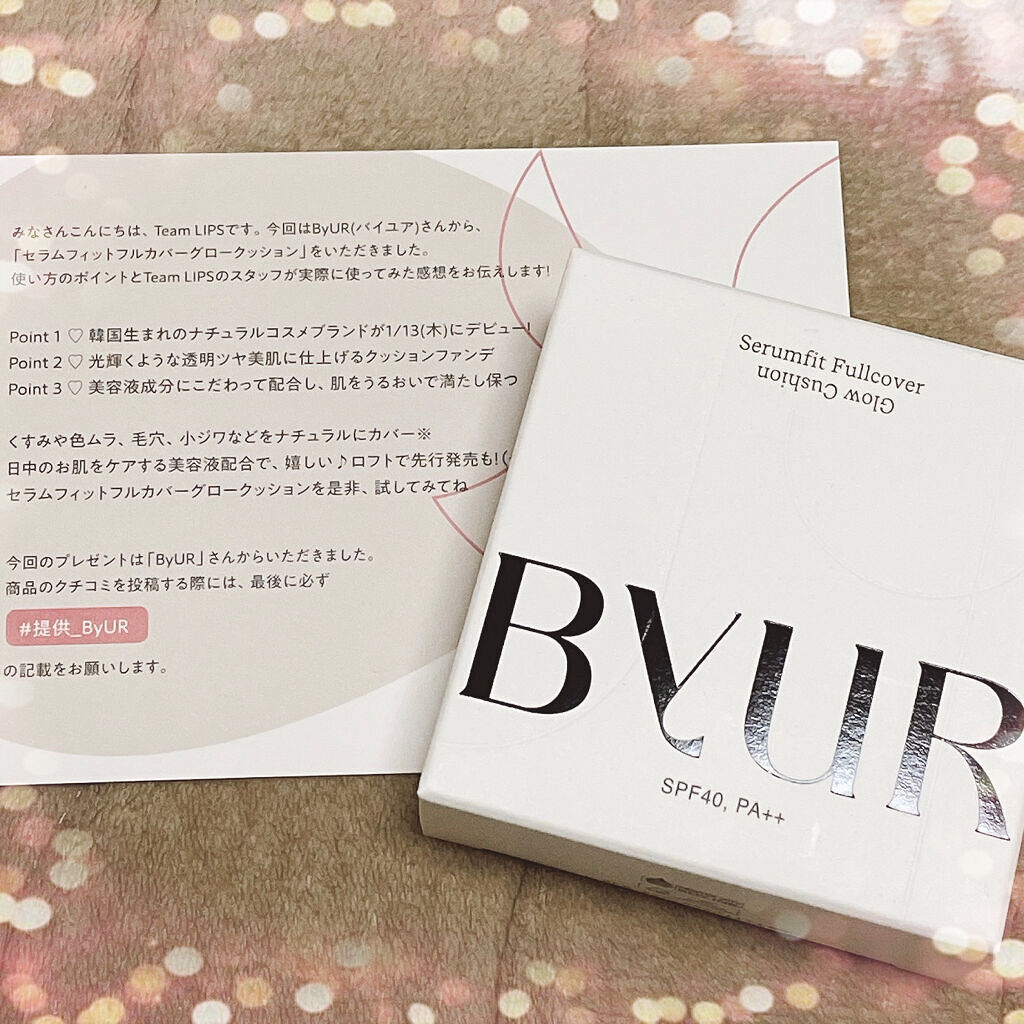 みなさんこんにちは、Team LIPSです。今回はByUR(バイユア)さんから、
「セラムフィットフルカバーグロークッション」をいただきました。
使い方のポイントとTeam LIPSのスタッフが実際に使ってみた感想をお伝えします!
Point 1 ♡ 韓国生まれのナチュラルコスメブランドが1/13(木)にデビュー!
Point 2 ♡ 光輝くような透明ツヤ美肌に仕上げるクッションファンデ
Point 3 ♡ 美容液成分にこだわって配合し、肌をうるおいで満たし保つ
くすみや色ムラ、毛穴、小ジワなどをナチュラルにカバー※
日中のお肌をケアする美容液配合で、嬉しい♪ロフトで先行発売も!(
セラムフィットフルカバーグロークッションを是非、試してみてね
今回のプレゼントは「ByUR」さんからいただきました。
商品のクチコミを投稿する際には、最後に必ず
#提供_ByUR
の記載をお願いします。
Serumfit Fullcover
Glow Cushion
BYUR
SPF40, PA++